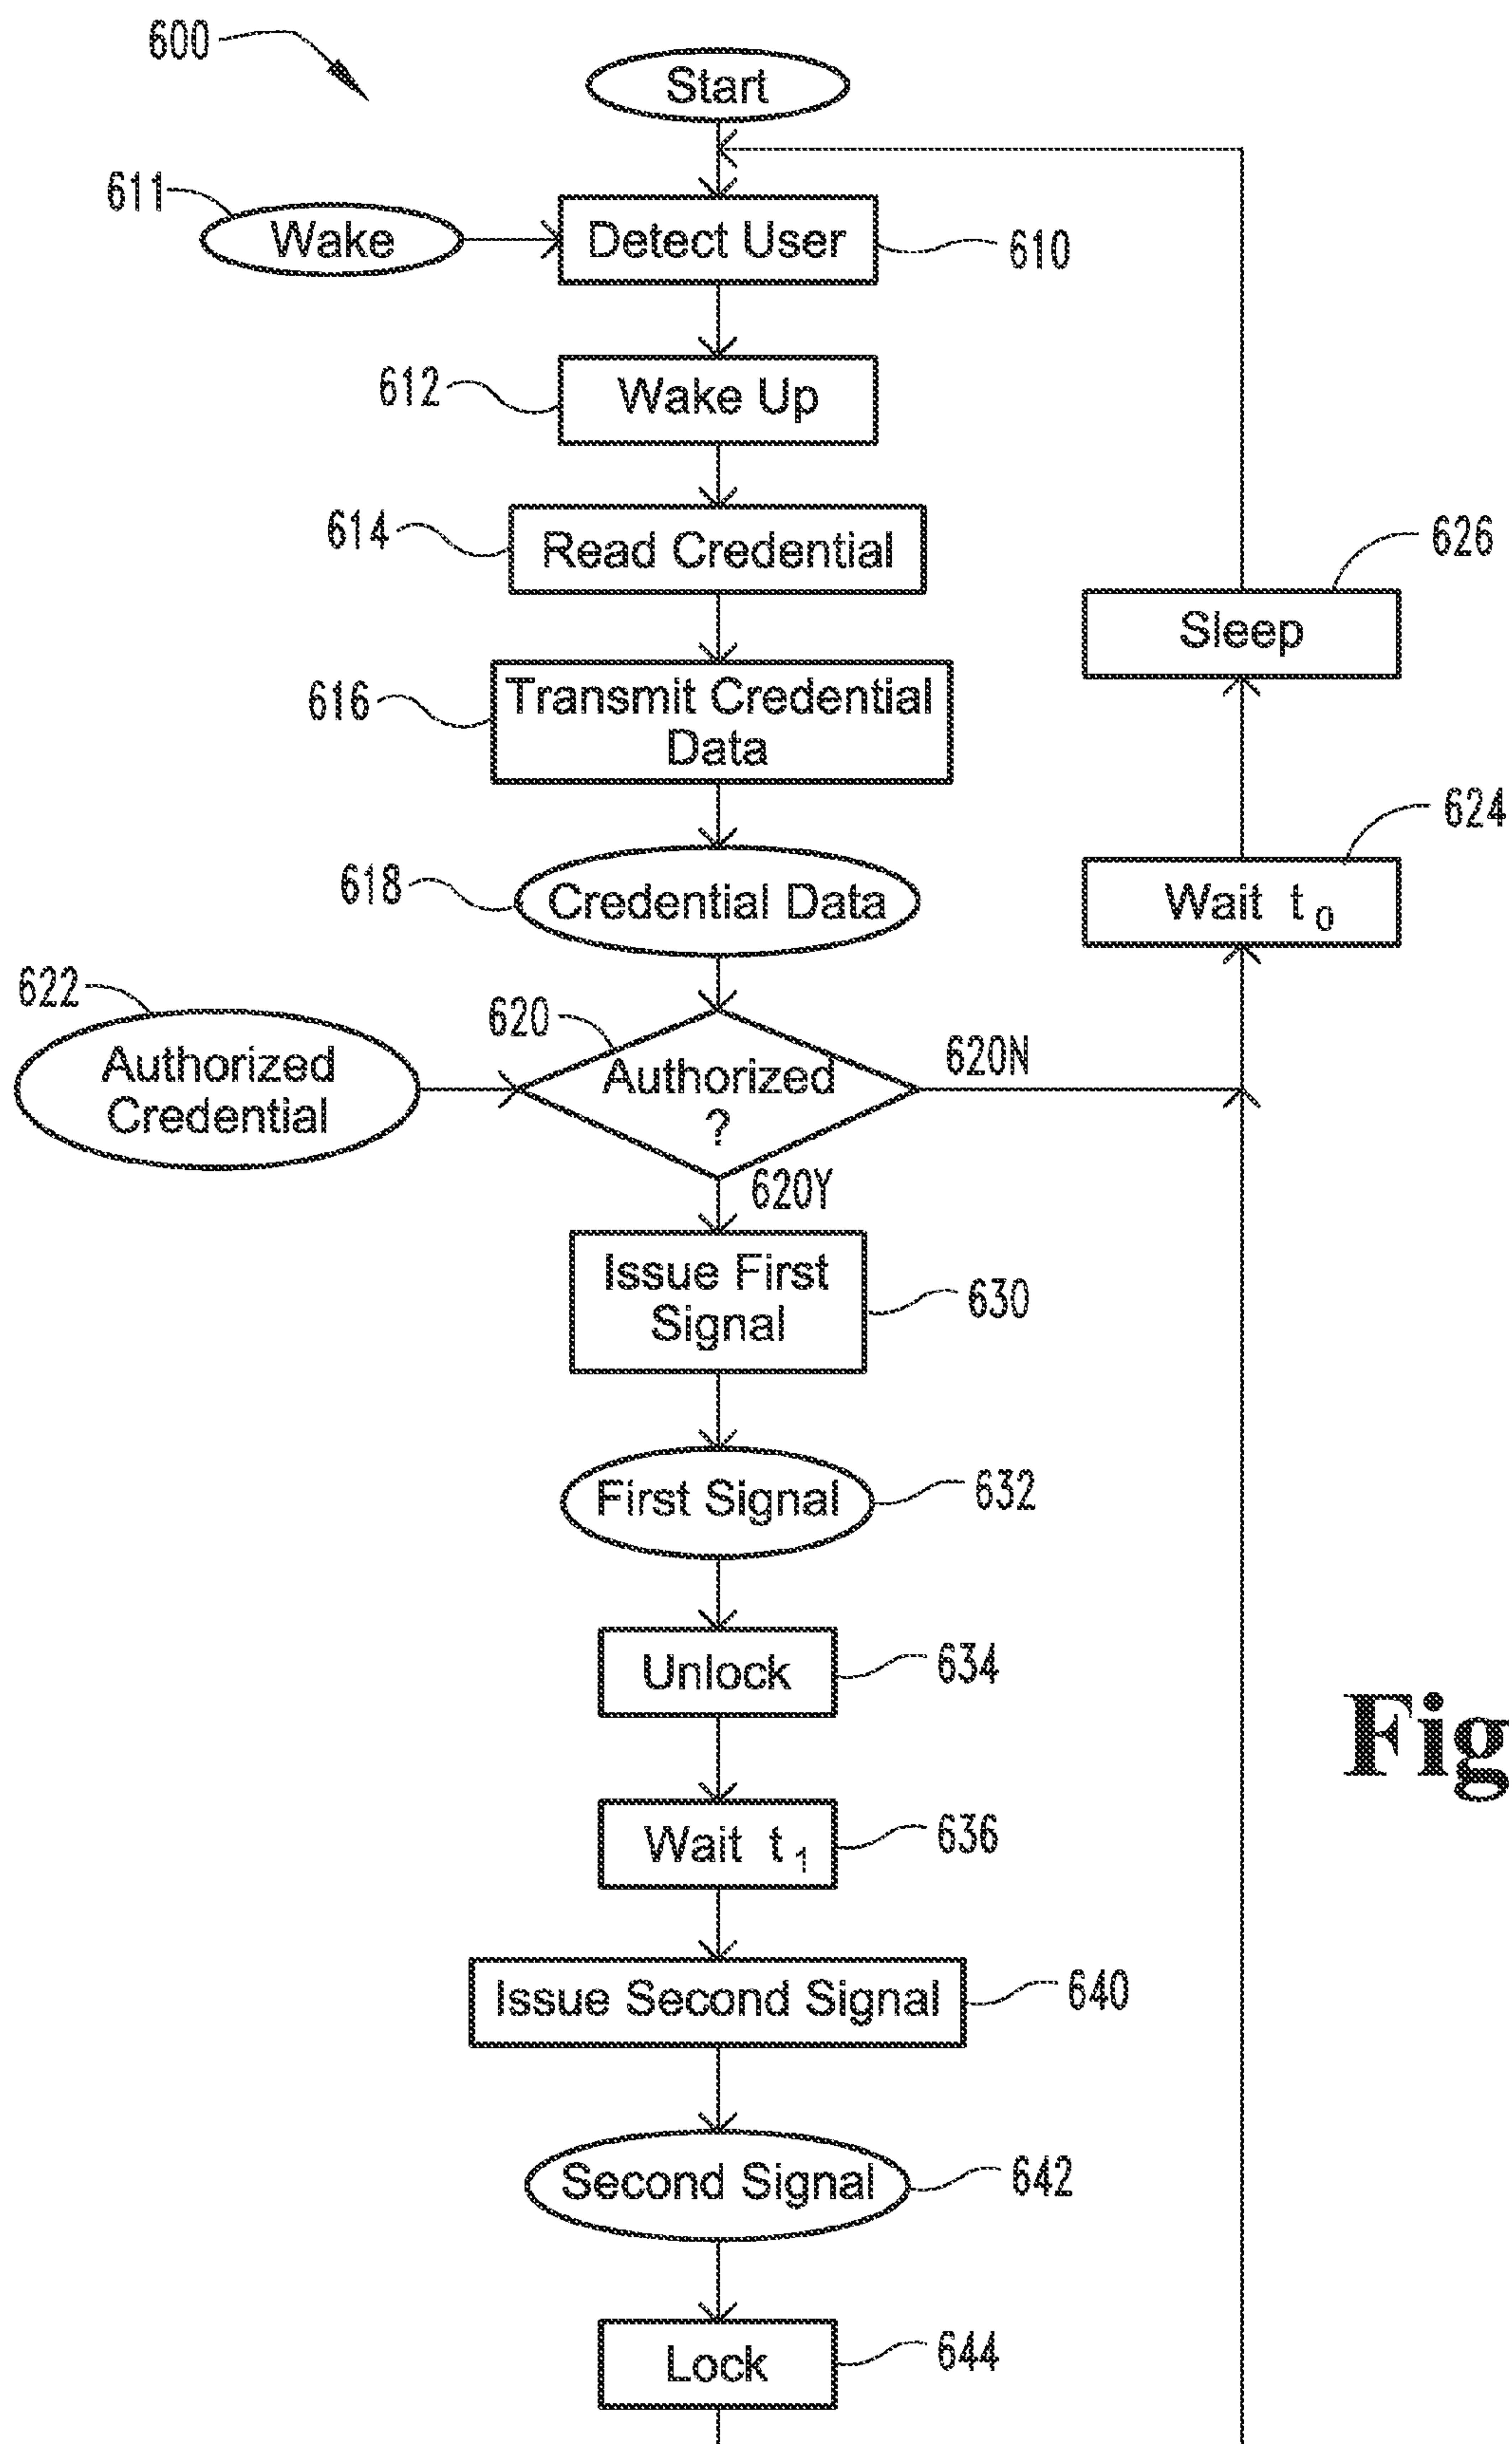 600
Start
611
Wake
Detect User
610
612
Wake Up
614
Read Credential
626
Sleep
616
Transmit Credential
Data
624
Wait t0
618
Credential Data
622
Authorized
Credential
620
Authorized
?
620N
620Y
Issue First
Signal
630
First Signal
632
Unlock
634
Fig
Wait t1
636
Issue Second Signal
640
Second Signal
642
Lock
644